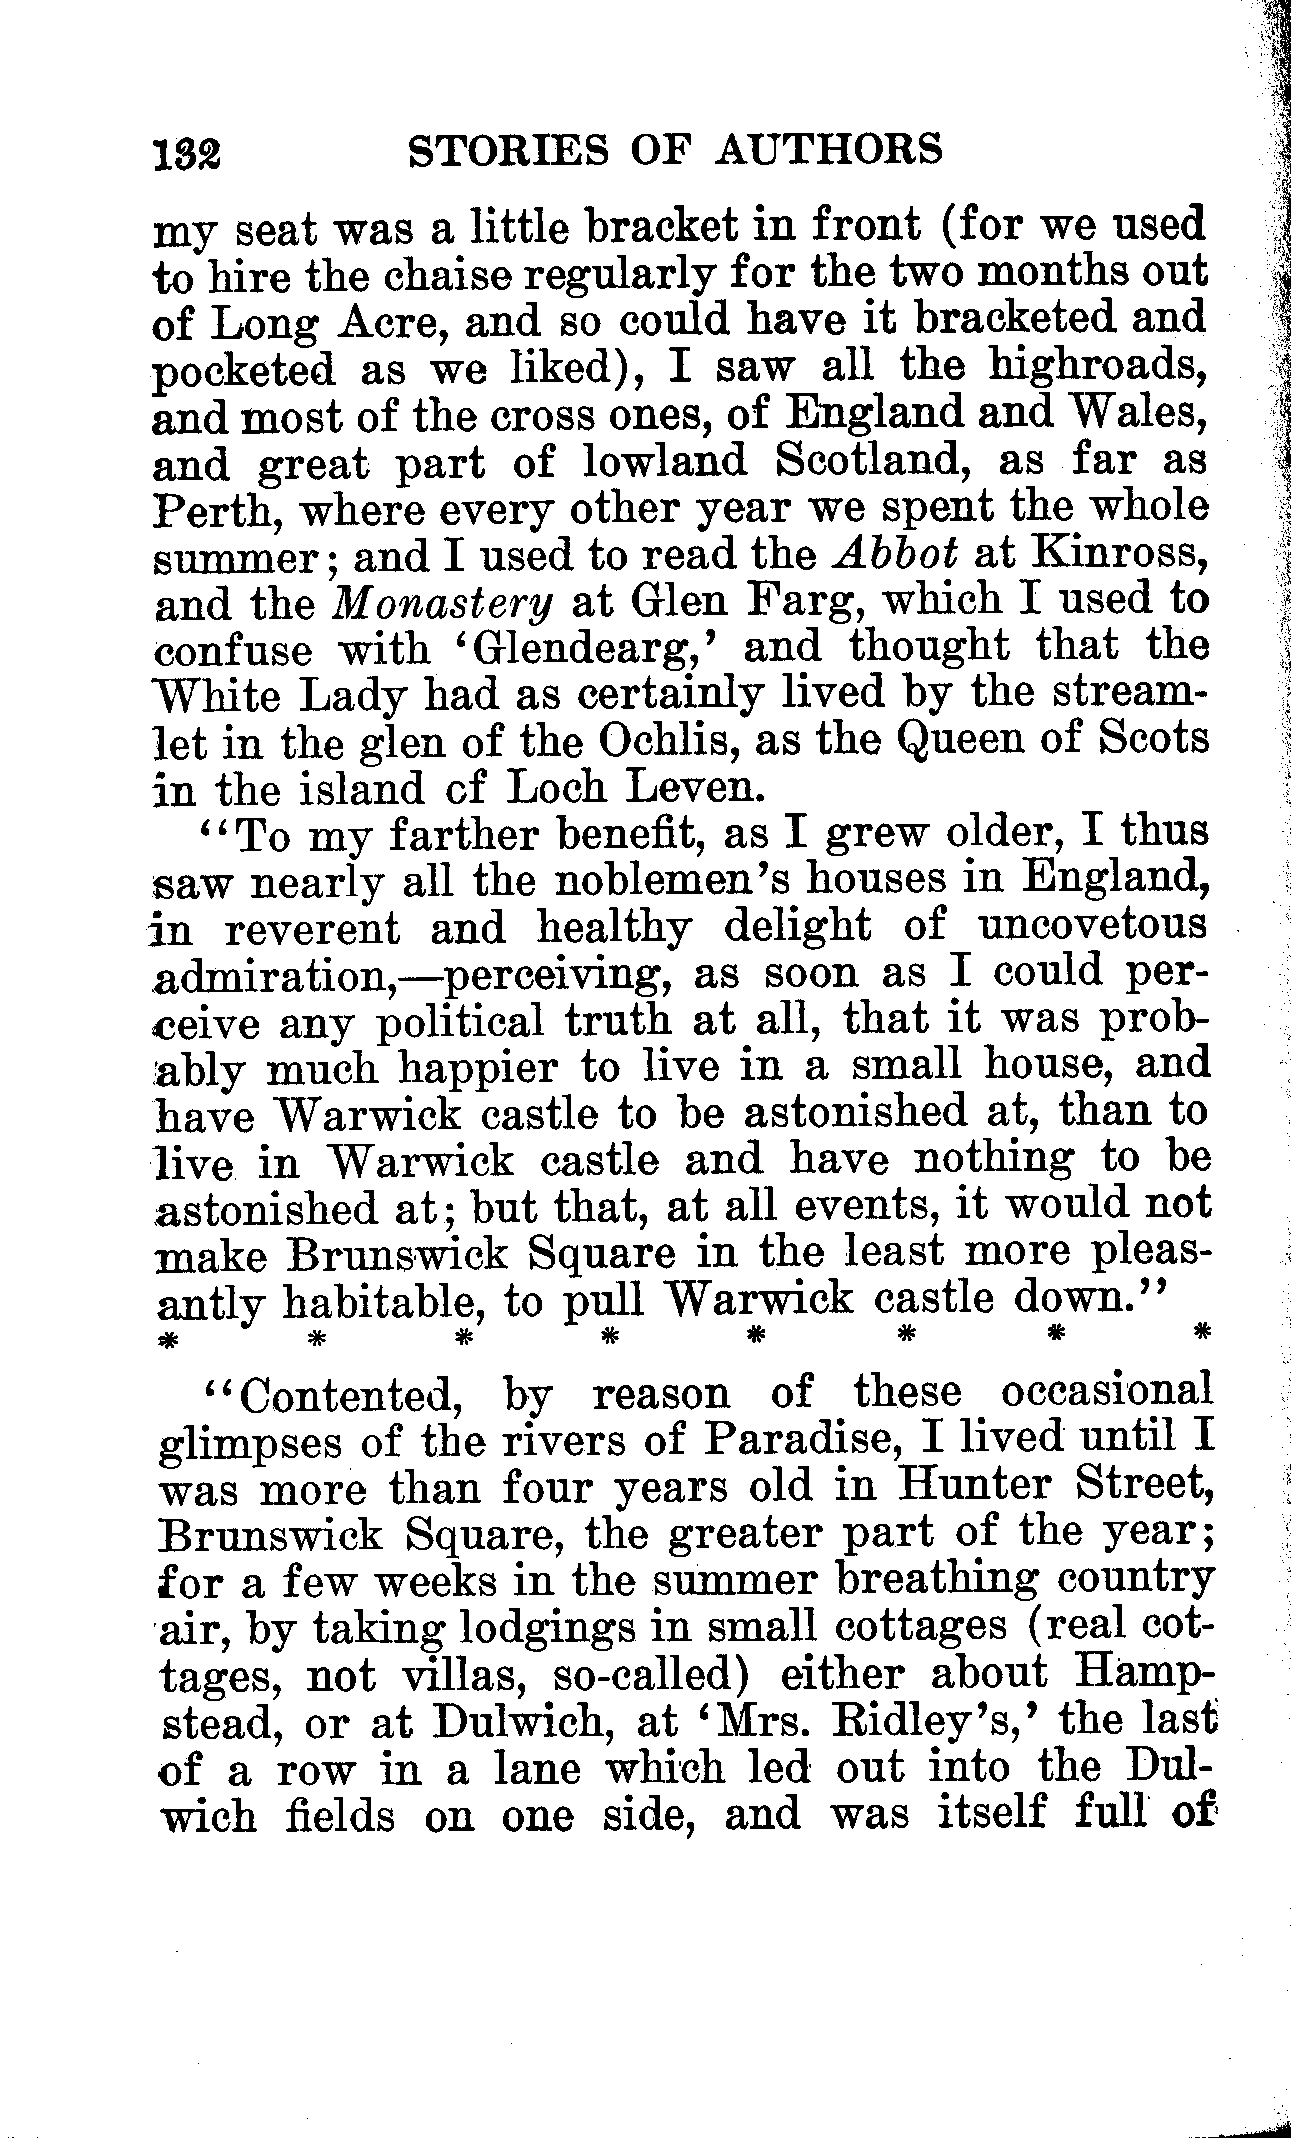 132 STORIES OF AUTHORS
my seat was a little bracket in front (for we used
to hire the chaise regularly for the two months out
of Long Acre, and so could have it bracketed and
pocketed as we liked), I saw all the highroads,
and most of the cross ones, of England and Wales,
and great part of lowland Scotland, as far as
Perth, where every other year we spent the whole
summer; and I used to read the Abbot at Kinross,
and the Monastery at Glen Farg, which I used to
confuse with ‘Glendearg,’ and thought that the
White Lady had as certainly lived by the stream-
let in the glen of the Ochlis, as the Queen of Scots
in the island cf Loch Leven.
“To my farther benefit, as I grew older, I thus
saw nearly all the noblemen’s houses in England,
in reverent and healthy delight of uncovetous
admiration,—perceiving, as soon as I could per-
ceive any political truth at all, that it was prob-
ably much happier to live in a small house, and
have Warwick castle to be astonished at, than to
live in Warwick castle and have nothing to be
astonished at; but that, at all events, it would not
make Brunswick Square in the least more pleas-
antly habitable, to pull Warwick castle down.”
* * * * * * * *
“Contented, by reason of these occasional
glimpses of the rivers of Paradise, I lived until I
was more than four years old in Hunter Street,
Brunswick Square, the greater part of the year;
for a few weeks in the summer breathing country
air, by taking lodgings in small cottages (real cot-
tages, not villas, so-called) either about Hamp-
stead, or at Dulwich, at ‘Mrs. Ridley’s,’ the last
of a row in a lane which led out into the Dul-
wich fields on one side, and was itself full of